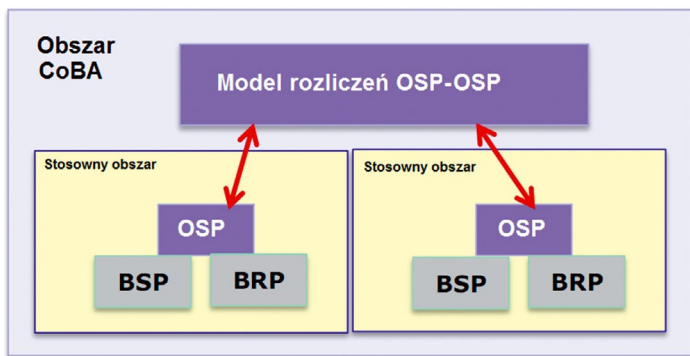 Obszar
CoBA
Model rozliczeń OSP-OSP
Stosowny obszar
OSP
BSP
BRP
Stosowny obszar
OSP
BSP
BRP